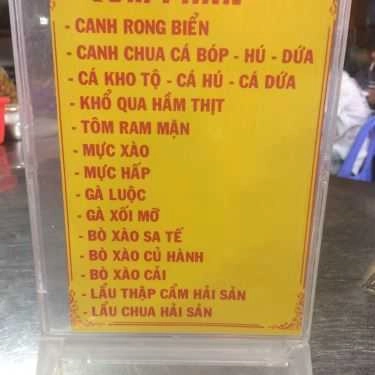 - CANH RONG BIỂN
- CANH CHUA CÁ BÓP - HÚ - DỨA
- CÁ KHO TỘ - CÁ HÚ - CÁ DỨA
- KHỔ QUA HẦM THỊT
- TÔM RAM MẶN
- MỰC XÀO
- MỰC HẤP
- GÀ LUỘC
- GÀ XỐI MỠ
- BÒ XÀO SA TẾ
- BÒ XÀO CỦ HÀNH
- BÒ XÀO CẢI
- LẨU THẬP CẨM HẢI SẢN
- LẨU CHUA HẢI SẢN